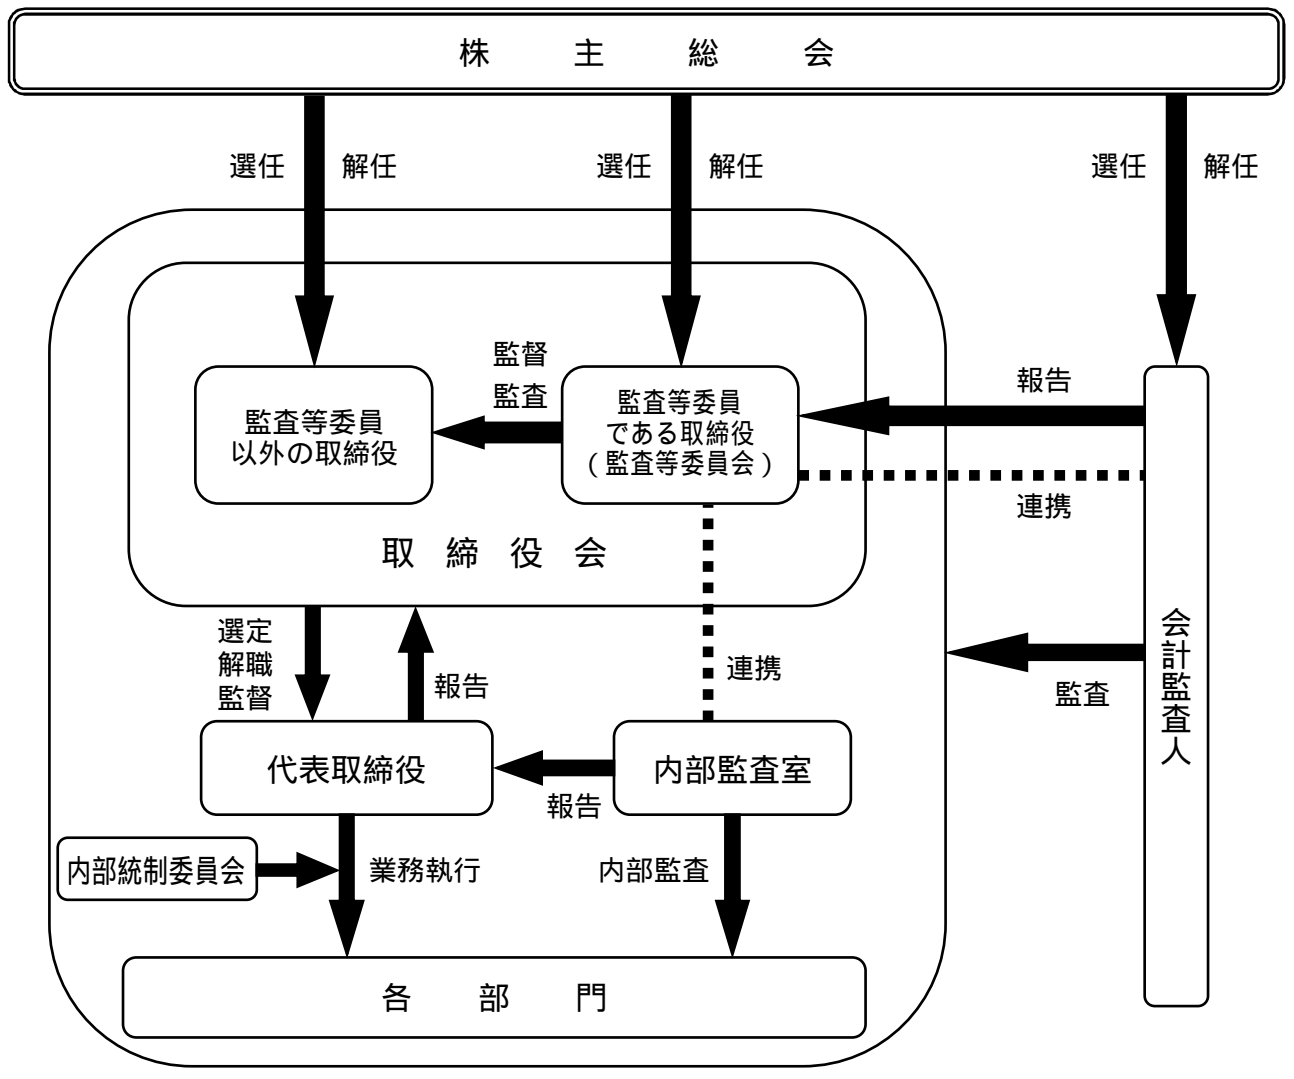 株主総会
選任 解任 選任 解任 選任 解任
監督
監査
報告
監査等委員
以外の取締役
監査等委員
である取締役
(監査等委員会)
連携
取締役会
選定
解職
監督
報告
連携
監査
会計監査人
代表取締役
内部監査室
報告
内部統制委員会
業務執行
内部監査
各部門